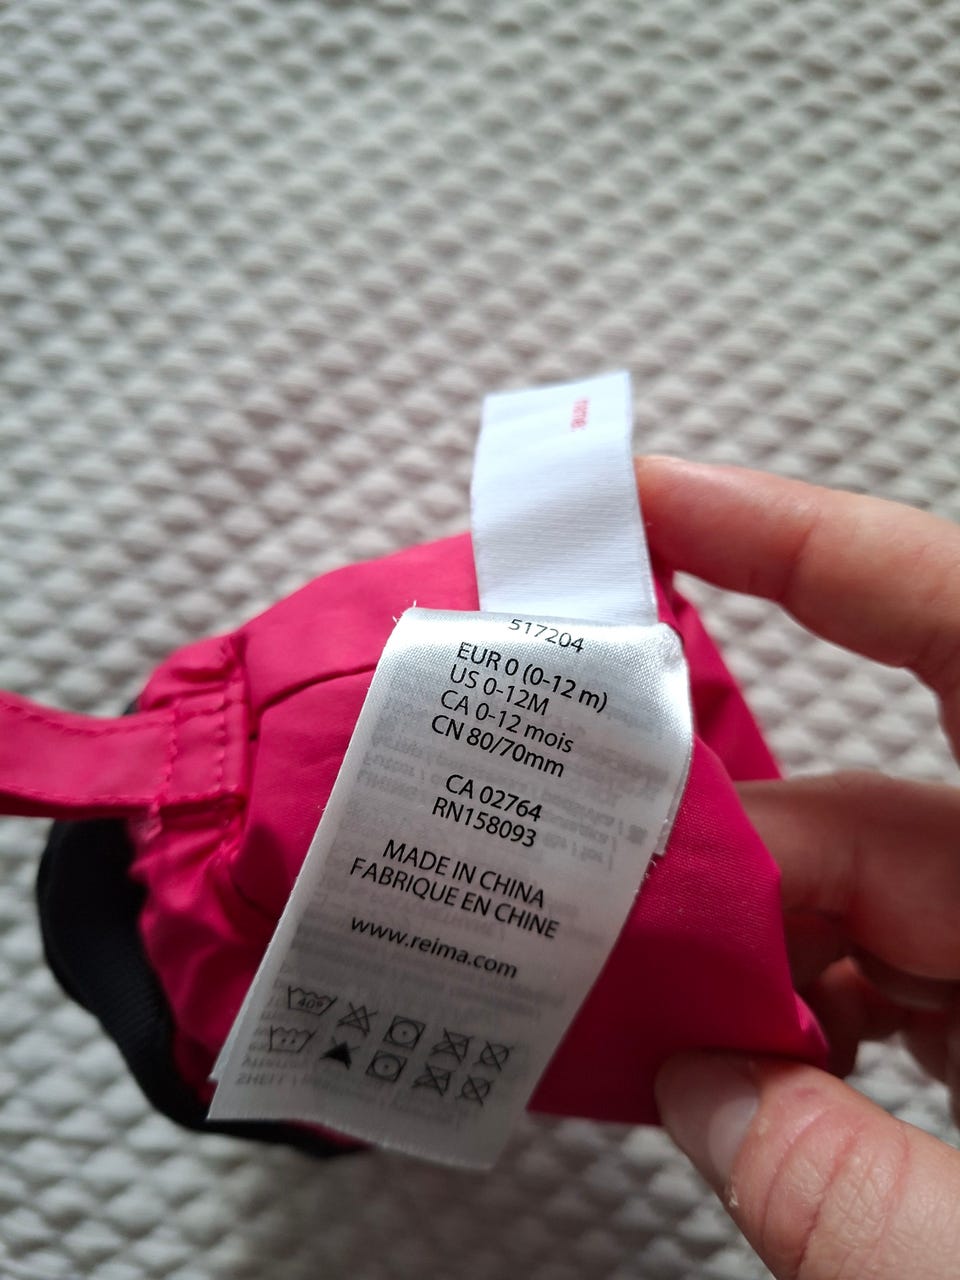 517204
EUR 0 (0-12 m)
US 0-12M
CA 0-12 mois
CN 80/70mm
CA 02764
RN158093
MADE IN CHINA
FABRIQUE EN CHINE
www.reima.com
40°